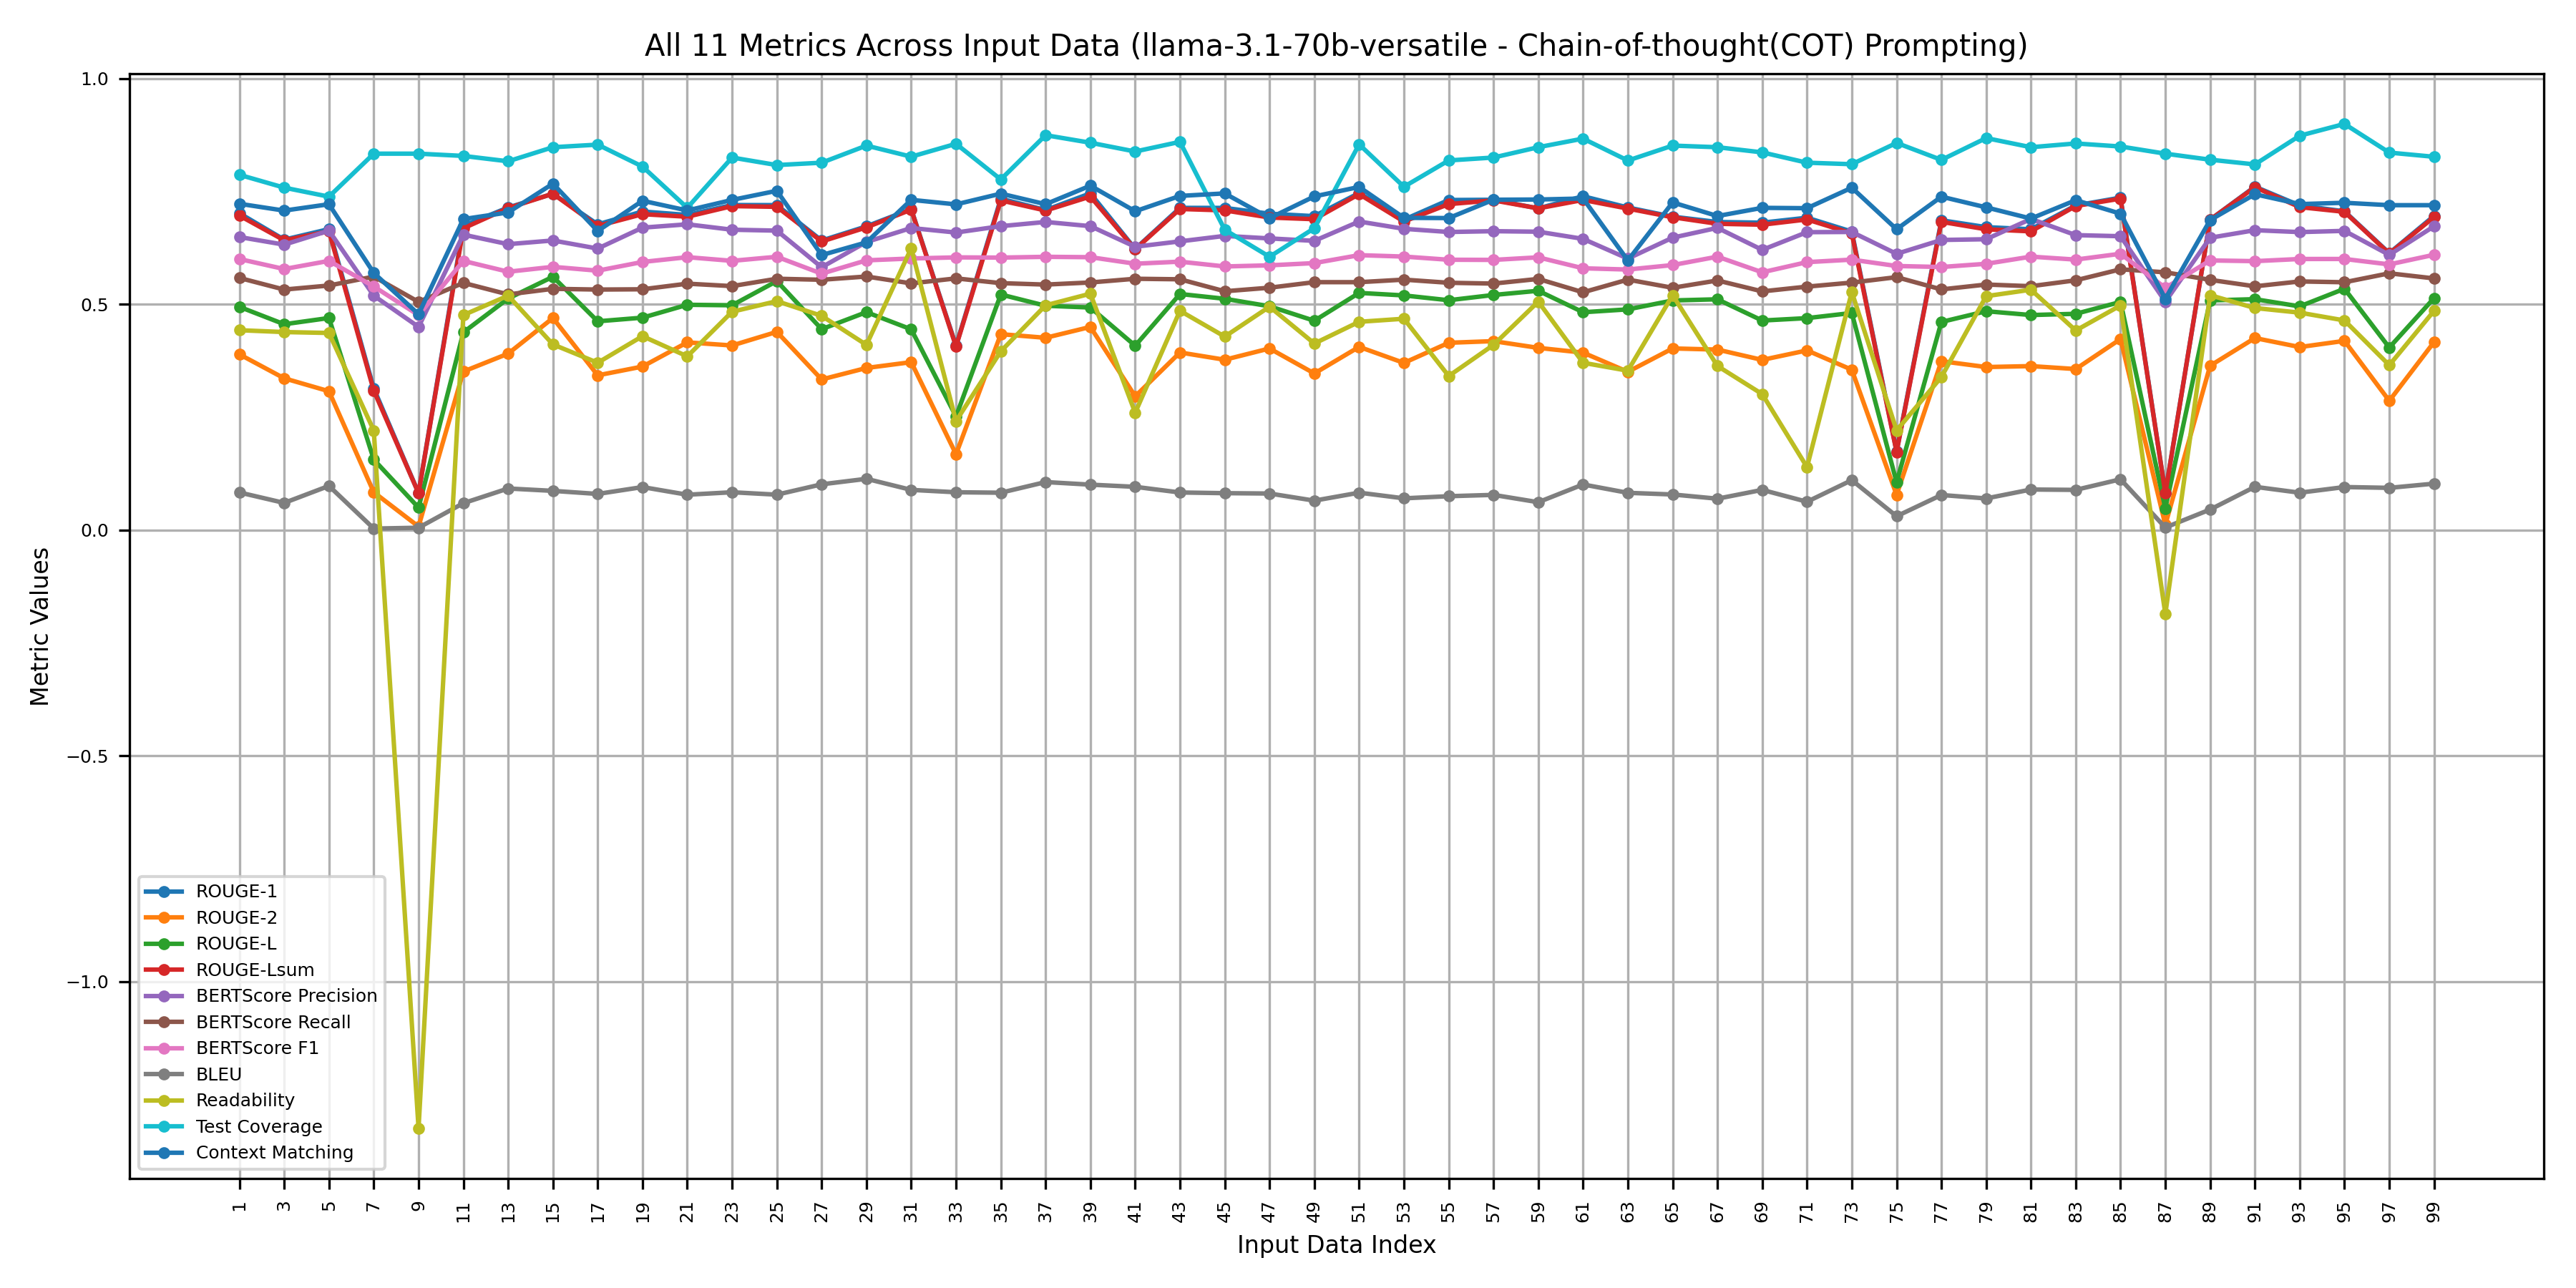 All 11 Metrics Across Input Data (llama-3.1-70b-versatile - Chain-of-thought(COT) Prompting)
Metric Values
1.0
0.5
0.0
−0.5
−1.0
ROUGE-1
ROUGE-2
ROUGE-L
ROUGE-Lsum
BERTScore Precision
BERTScore Recall
BERTScore F1
BLEU
Readability
Test Coverage
Context Matching
1 3 5 7 9 11 13 15 17 19 21 23 25 27 29 31 33 35 37 39 41 43 45 47 49 51 53 55 57 59 61 63 65 67 69 71 73 75 77 79 81 83 85 87 89 91 93 95 97 99
Input Data Index